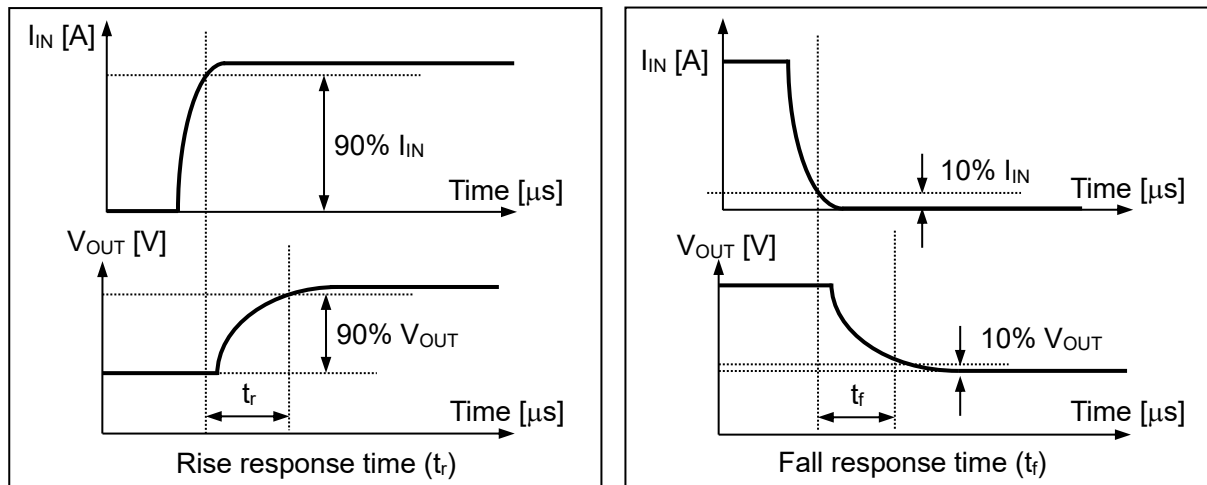 I_IN [A]
90% I_IN
Time [μs]
V_OUT [V]
90% V_OUT
t_r
Time [μs]
Rise response time (t_r)
I_IN [A]
10% I_IN
Time [μs]
V_OUT [V]
10% V_OUT
t_f
Time [μs]
Fall response time (t_f)